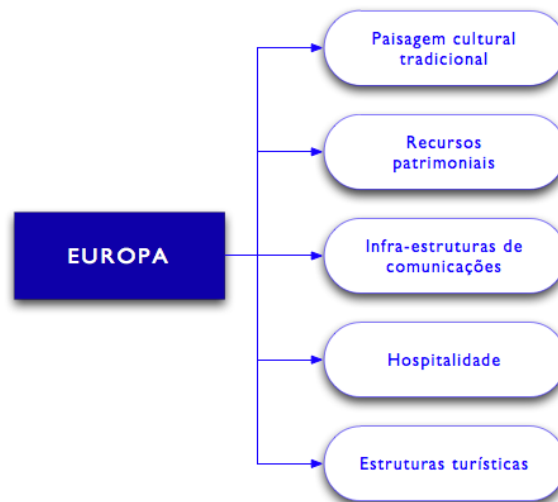 Paisagem cultural
tradicional
Recursos
patrimoniais
EUROPA
Infra-estruturas de
comunicações
Hospitalidade
Estruturas turísticas